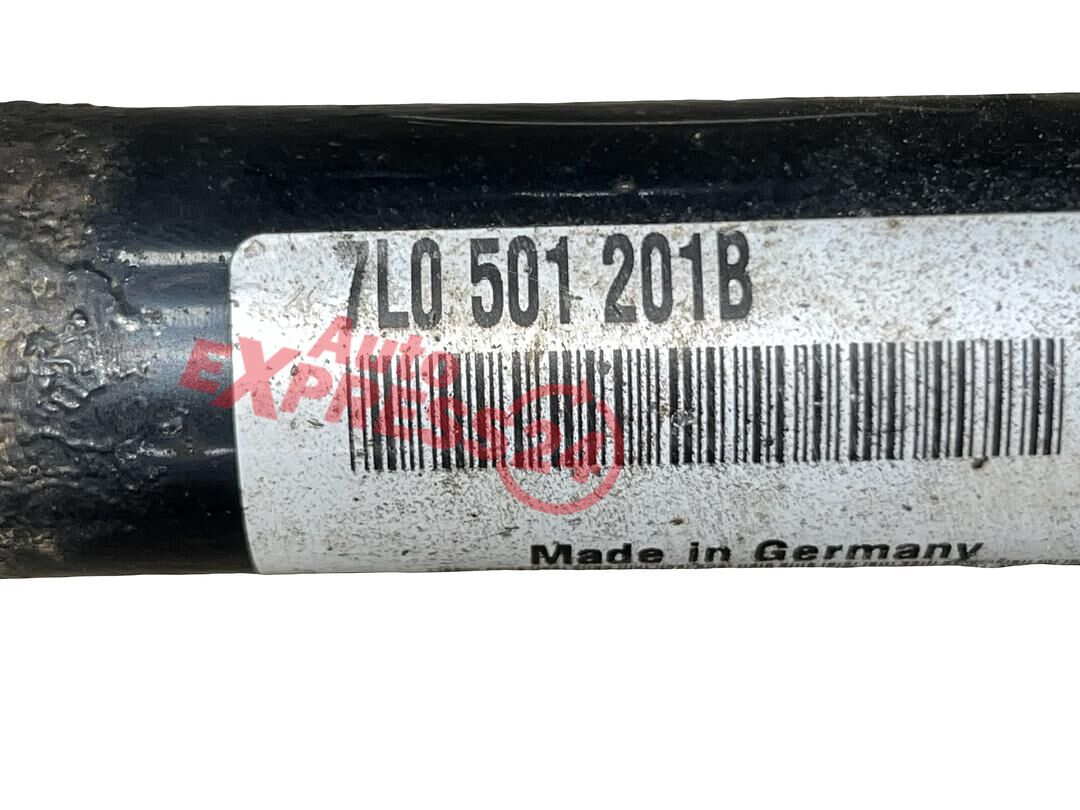 7L0 501 201B
Auto
EXPRESS24
Made in Germany